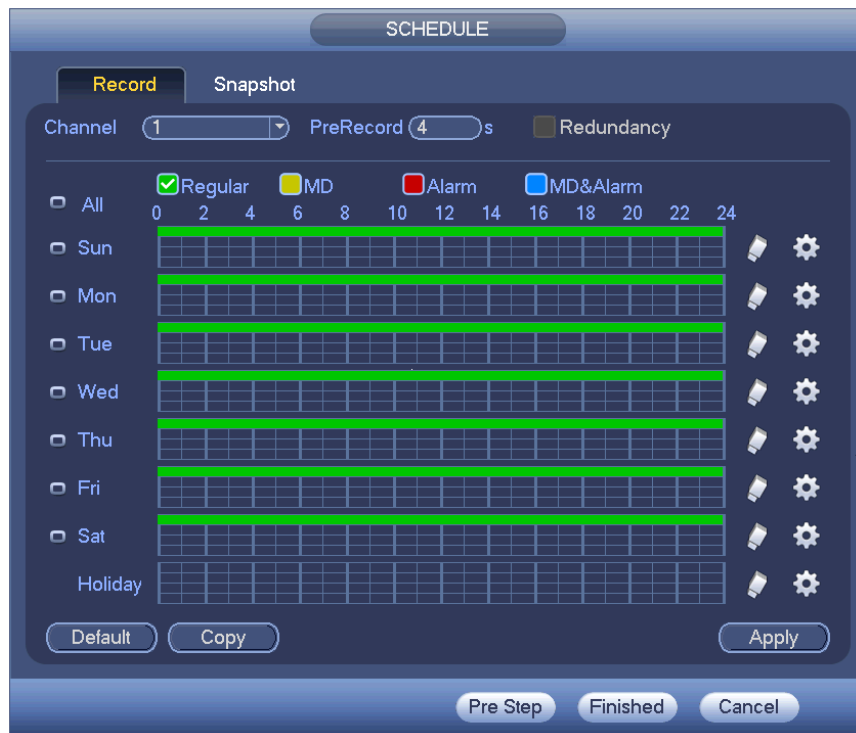 SCHEDULE
Record Snapshot
Channel 1 PreRecord 4 s Redundancy
Regular MD Alarm MD&Alarm
All 0 2 4 6 8 10 12 14 16 18 20 22 24
Sun
Mon
Tue
Wed
Thu
Fri
Sat
Holiday
Default Copy Apply
Pre Step Finished Cancel